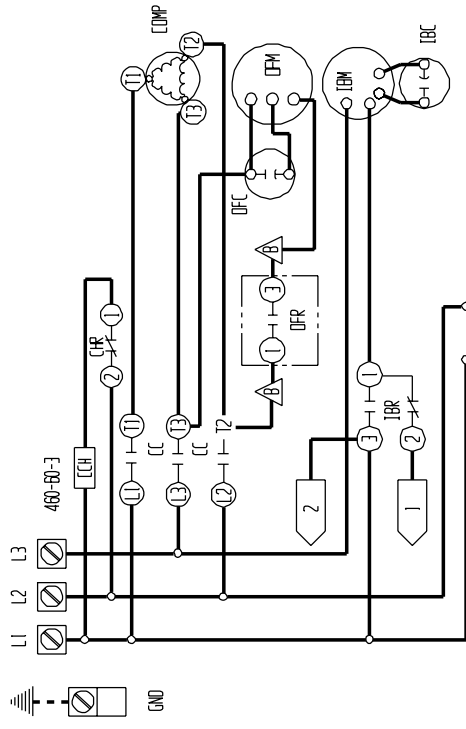 L1
L2
L3
GND
460-60-3
CCH
CHR
2
1
L1
T1
T1
COMP
CC
L3
T3
T3
T2
CC
L2
T2
OFC
OFM
B
1
3
B
OFR
2
3
1
IBM
IBR
1
2
IBC